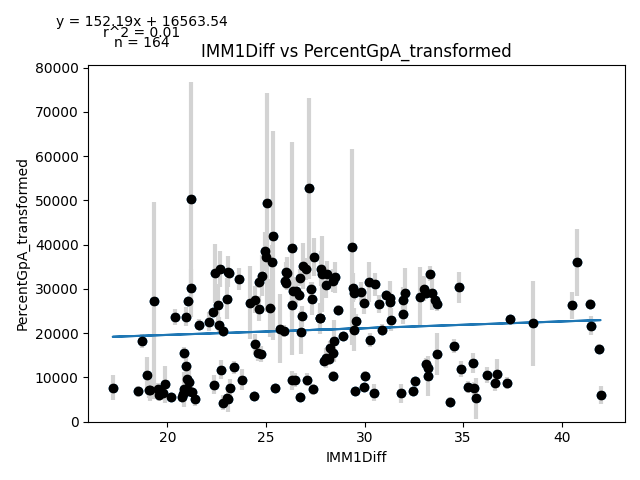 y = 152.19x + 16563.54
r^2 = 0.01
n = 164
IMM1Diff vs PercentGpA_transformed
80000
70000
60000
50000
40000
30000
20000
10000
0
PercentGpA_transformed
20 25 30 35 40
IMM1Diff